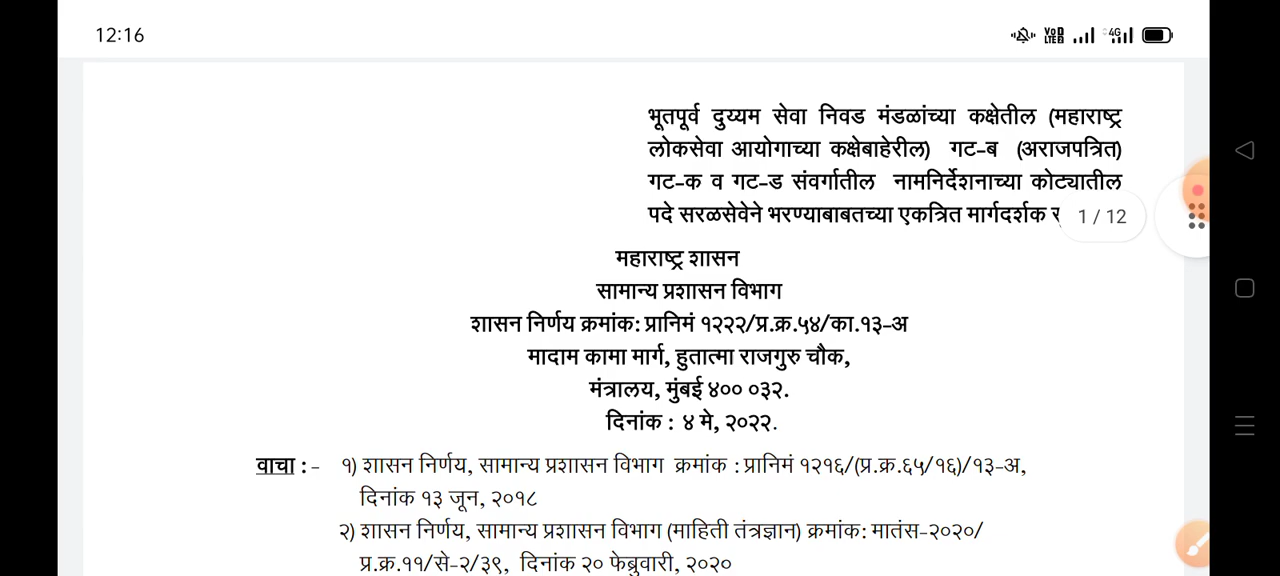 12:16
VoD LTE2 4G
भूतपूर्व दुय्यम सेवा निवड मंडळांच्या कक्षेतील (महाराष्ट्र
लोकसेवा आयोगाच्या कक्षेबाहेरील) गट-ब (अराजपत्रित)
गट-क व गट-ड संवर्गातील नामनिर्देशनाच्या कोट्यातील
पदे सरळसेवेने भरण्याबाबतच्या एकत्रित मार्गदर्शक
1 / 12
महाराष्ट्र शासन
सामान्य प्रशासन विभाग
शासन निर्णय क्रमांक: प्रानिमं १२२२/प्र.क्र.५४/का.१३-अ
मादाम कामा मार्ग, हुतात्मा राजगुरु चौक,
मंत्रालय, मुंबई ४०० ०३२.
दिनांक : ४ मे, २०२२.
वाचा :- १) शासन निर्णय, सामान्य प्रशासन विभाग क्रमांक : प्रानिमं १२१६/(प्र.क्र.६५/१६)/१३-अ,
दिनांक १३ जून, २०१८
२) शासन निर्णय, सामान्य प्रशासन विभाग (माहिती तंत्रज्ञान) क्रमांक: मातंस-२०२०/
प्र.क्र.११/से-२/३९, दिनांक २० फेब्रुवारी, २०२०